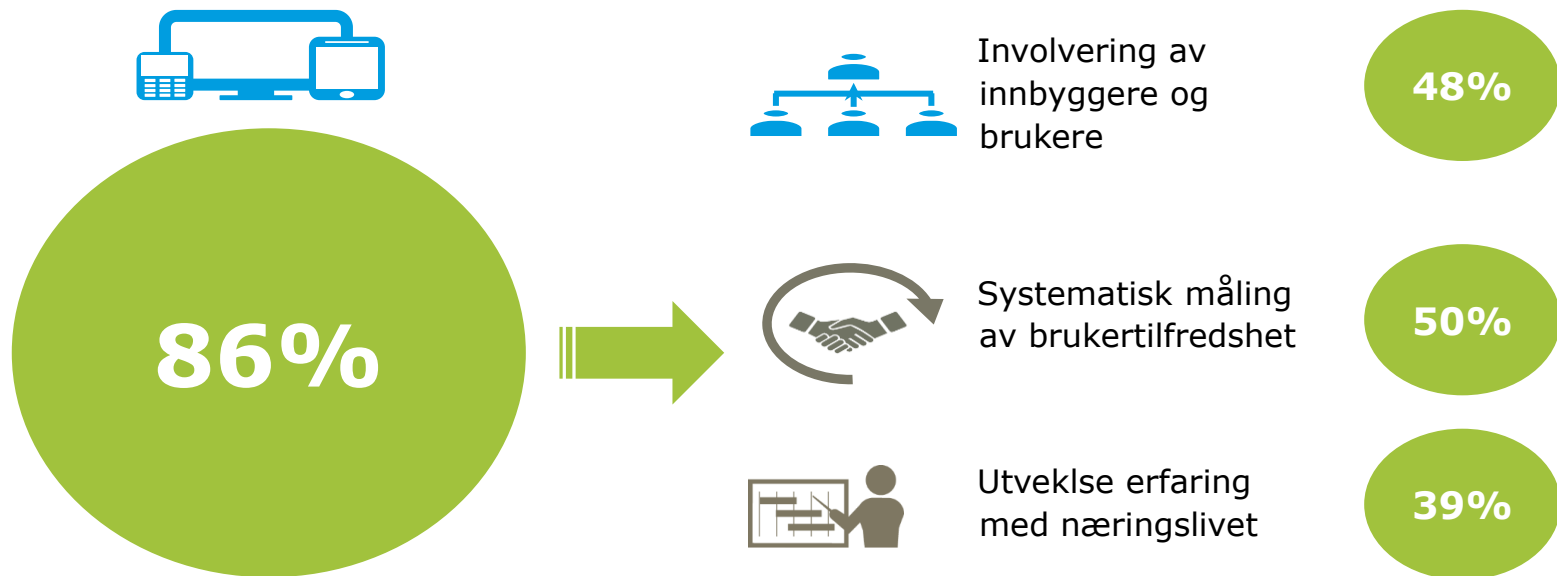 86%
Involvering av
innbyggere og
brukere
48%
Systematisk måling
av brukertilfredshet
50%
Utveklse erfaring
med næringslivet
39%